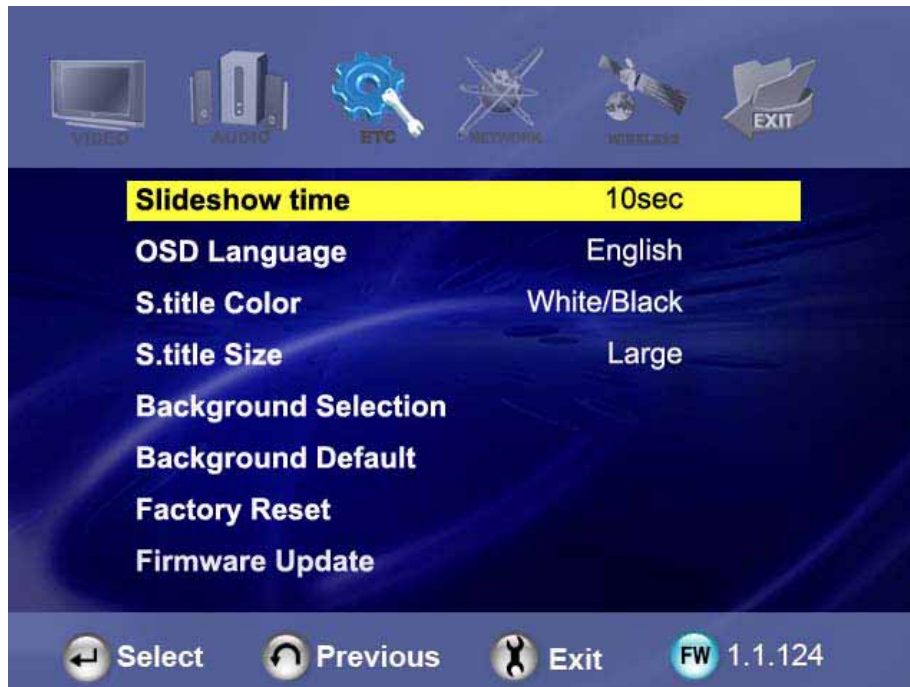 VIDEO AUDIO ETC NETWORK WIRELESS EXIT
Slideshow time 10sec
OSD Language English
S.title Color White/Black
S.title Size Large
Background Selection
Background Default
Factory Reset
Firmware Update
Select Previous Exit FW 1.1.124